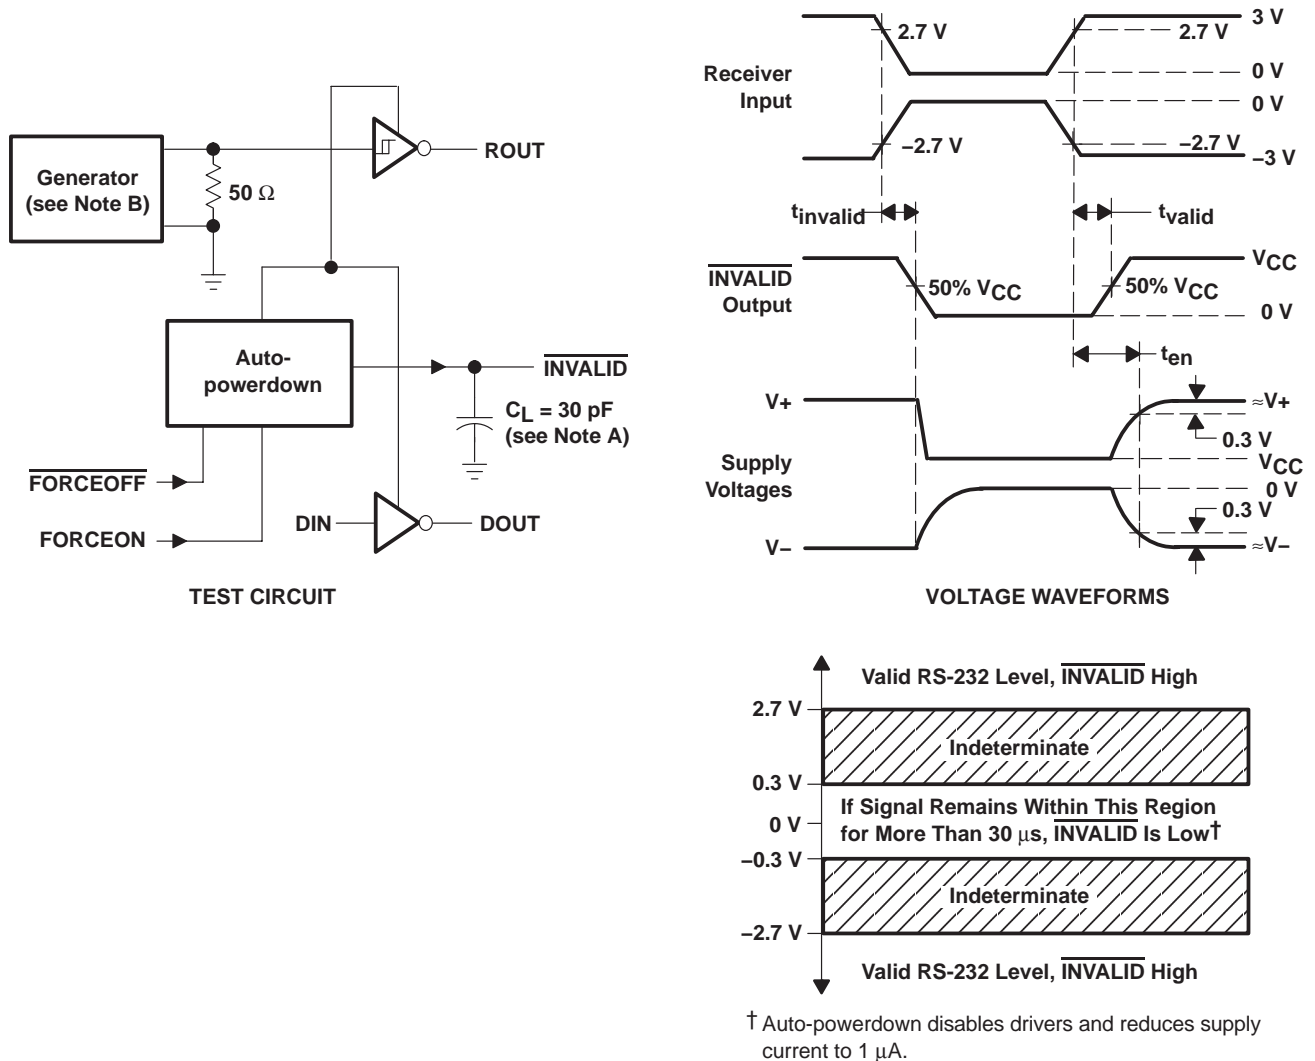 Generator
(see Note B)
50 Ω
ROUT
Auto-
powerdown
INVALID
CL = 30 pF
(see Note A)
FORCEOFF
FORCEON
DIN
DOUT
TEST CIRCUIT
Receiver
Input
2.7 V
2.7 V
3 V
0 V
0 V
−2.7 V
−2.7 V
−3 V
tinvalid
tvalid
INVALID
Output
50% VCC
50% VCC
VCC
0 V
ten
Supply
Voltages
V+
≈V+
0.3 V
VCC
0 V
0.3 V
V−
≈V−
VOLTAGE WAVEFORMS
Valid RS-232 Level, INVALID High
2.7 V
Indeterminate
0.3 V
If Signal Remains Within This Region
0 V
for More Than 30 μs, INVALID Is Low†
−0.3 V
Indeterminate
−2.7 V
Valid RS-232 Level, INVALID High
† Auto-powerdown disables drivers and reduces supply
current to 1 μA.